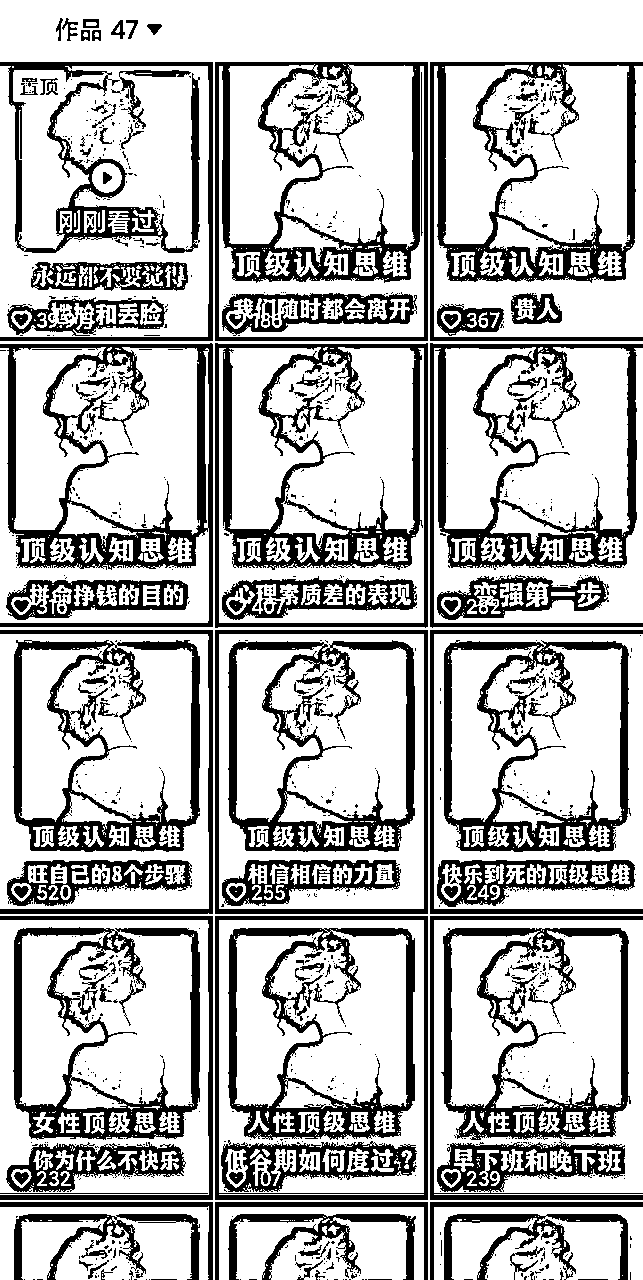 作品 47
置顶
刚刚看过
永远都不要觉得
尴尬和丢脸
顶级认知思维
我们随时都会离开
顶级认知思维
贵人
367
顶级认知思维
拼命挣钱的目的
顶级认知思维
心理素质差的表现
407
顶级认知思维
变强第一步
282
顶级认知思维
旺自己的8个步骤
520
顶级认知思维
相信相信的力量
255
顶级认知思维
快乐到死的顶级思维
249
女性顶级思维
你为什么不快乐
232
人性顶级思维
低谷期如何度过？
107
人性顶级思维
早下班和晚下班
239